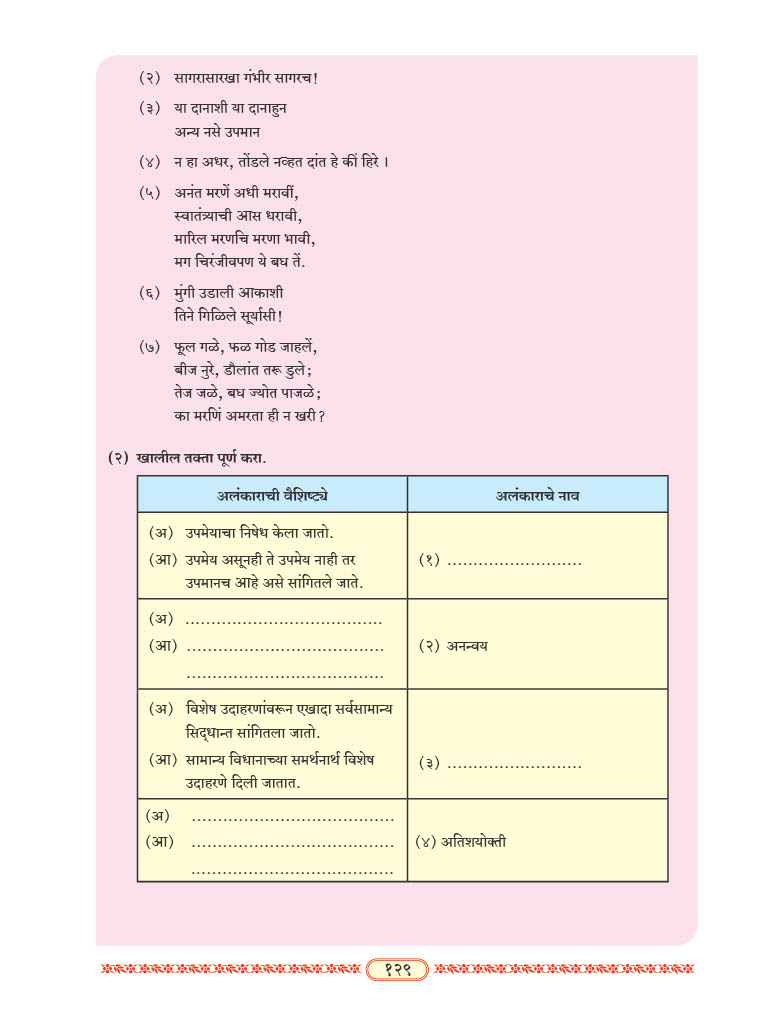 (२) सागरासारखा गंभीर सागरच!
(३) या दानाशी या दानाहुन
अन्य नसे उपमान
(४) न हा अधर, तोंडले नव्हत दांत हे कीं हिरे ।
(५) अनंत मरणें अधी मरावीं,
स्वातंत्र्याची आस धरावी,
मारिल मरणचि मरणा भावी,
मग चिरंजीवपण ये बघ तें.
(६) मुंगी उडाली आकाशी
तिने गिळिले सूर्यासी!
(७) फूल गळे, फळ गोड जाहलें,
बीज नुरे, डौलांत तरू डुले;
तेज जळे, बघ ज्योत पाजळे;
का मरणिं अमरता ही न खरी?
(२) खालील तक्ता पूर्ण करा.
अलंकाराची वैशिष्ट्ये
अलंकाराचे नाव
(अ) उपमेयाचा निषेध केला जातो.
(आ) उपमेय असूनही ते उपमेय नाही तर
उपमानच आहे असे सांगितले जाते.
(१) ..........................
(अ) ......................................
(आ) ......................................
......................................
(२) अनन्वय
(अ) विशेष उदाहरणांवरून एखादा सर्वसामान्य
सिद्धान्त सांगितला जातो.
(आ) सामान्य विधानाच्या समर्थनार्थ विशेष
उदाहरणे दिली जातात.
(३) ..........................
(अ) .......................................
(आ) .......................................
.......................................
(४) अतिशयोक्ती
१२९